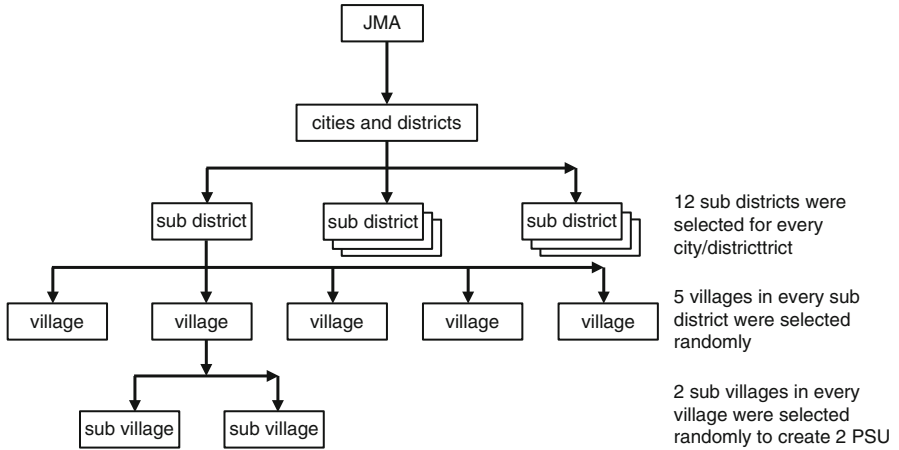 JMA
cities and districts
sub district
sub district
sub district
12 sub districts were
selected for every
city/districttrict
village
village
village
village
village
5 villages in every sub
district were selected
randomly
sub village
sub village
2 sub villages in every
village were selected
randomly to create 2 PSU